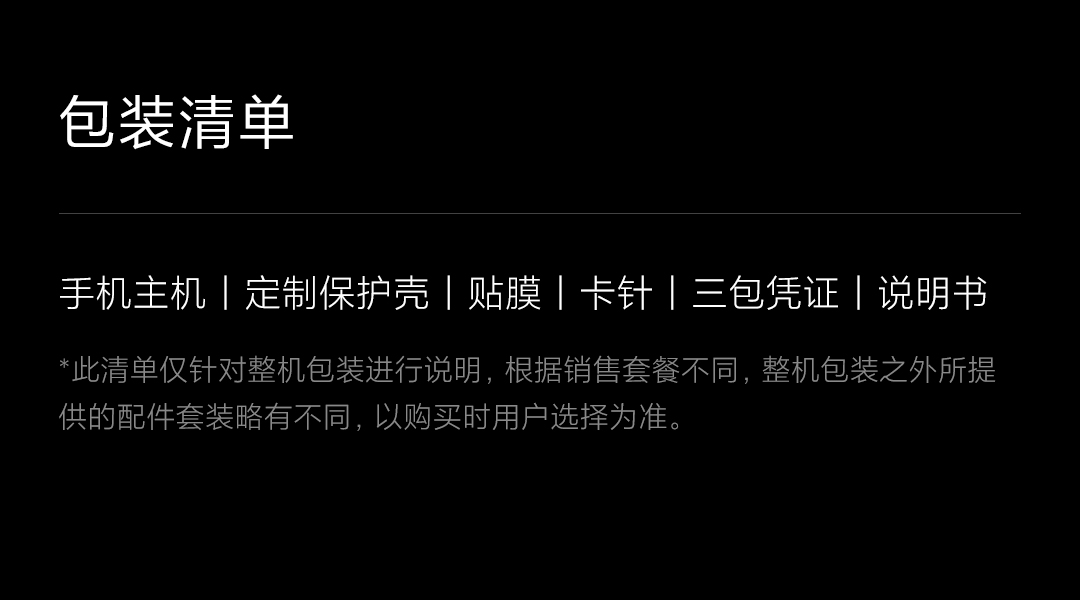 包装清单
手机主机｜定制保护壳｜贴膜｜卡针｜三包凭证｜说明书
*此清单仅针对整机包装进行说明，根据销售套餐不同，整机包装之外所提
供的配件套装略有不同，以购买时用户选择为准。